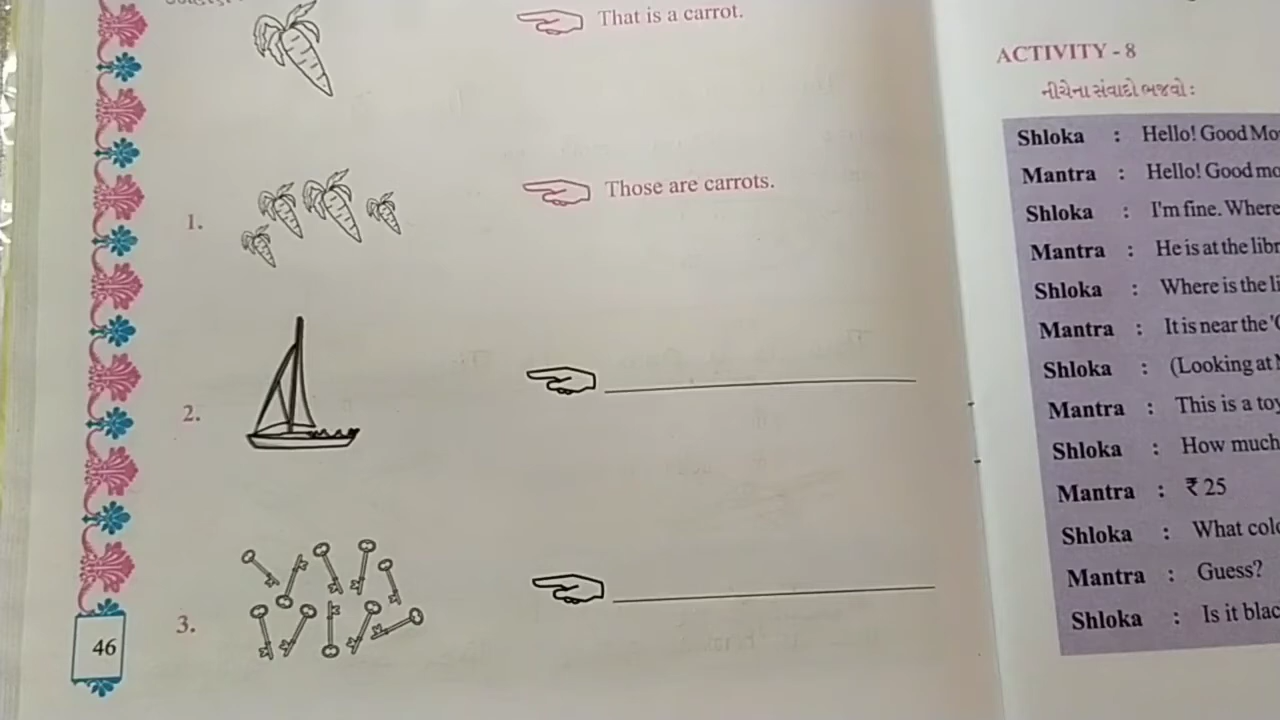 That is a carrot.
1. Those are carrots.
2.
3.
46
ACTIVITY - 8
નીચેના સંવાદો ભજવો :
Shloka : Hello! Good
Mantra : Hello! Good
Shloka : I'm fine. Where
Mantra : He is at the
Shloka : Where is the
Mantra : It is near the
Shloka : (Looking at
Mantra : This is a
Shloka : How much
Mantra : ₹ 25
Shloka : What
Mantra : Guess?
Shloka : Is it